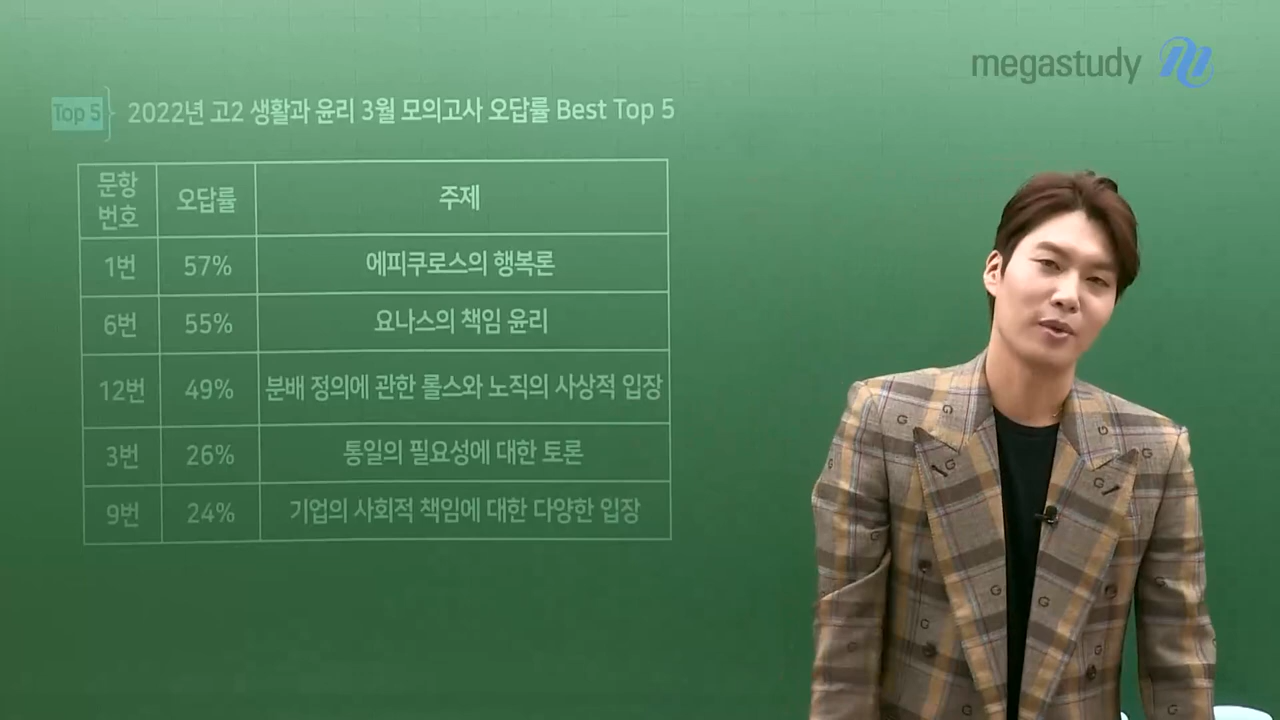 megastudy
Top 5 2022년 고2 생활과 윤리 3월 모의고사 오답률 Best Top 5
문항 번호 오답률 주제
1번 57% 에피쿠로스의 행복론
6번 55% 요나스의 책임 윤리
12번 49% 분배 정의에 관한 롤스와 노직의 사상적 입장
3번 26% 통일의 필요성에 대한 토론
9번 24% 기업의 사회적 책임에 대한 다양한 입장